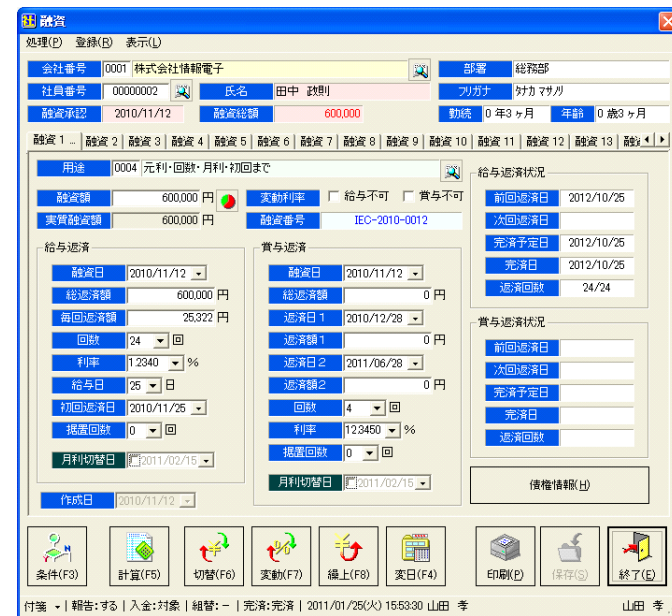 融資
処理(P) 登録(R) 表示(L)
会社番号 0001 株式会社情報電子 部署 総務部
社員番号 00000002 氏名 田中 政則 フリガナ タナカ マサノリ
融資承認 2010/11/12 融資総額 600,000 勤続 0 年3 ヶ月 年齢 0 歳3 ヶ月
融資 1 ... 融資 2 融資 3 融資 4 融資 5 融資 6 融資 7 融資 8 融資 9 融資 10 融資 11 融資 12 融資 13
用途 0004 元利・回数・月利・初回まで
融資額 600,000 円 変動利率 給与不可 賞与不可
実質融資額 600,000 円 融資番号 IEC-2010-0012
給与返済
融資日 2010/11/12
総返済額 600,000 円
毎回返済額 25,322 円
回数 24 回
利率 1.2340 %
給与日 25 日
初回返済日 2010/11/25
据置回数 0 回
月利切替日 2011/02/15
作成日 2010/11/12
賞与返済
融資日 2010/11/12
総返済額 0 円
返済日1 2010/12/28
返済額1 0 円
返済日2 2011/06/28
返済額2 0 円
回数 4 回
利率 12.3450 %
据置回数 0 回
月利切替日 2011/02/15
給与返済状況
前回返済日 2012/10/25
次回返済日
完済予定日 2012/10/25
完済日 2012/10/25
返済回数 24/24
賞与返済状況
前回返済日
次回返済日
完済予定日
完済日
返済回数
債権情報(H)
条件(F3) 計算(F5) 切替(F6) 変動(F7) 繰上(F8) 変日(F4) 印刷(P) 保存(S) 終了(E)
付箋 報告:する 入金:対象 組替:- 完済:完済 2011/01/25(火) 15:53:30 山田 孝 山田 孝